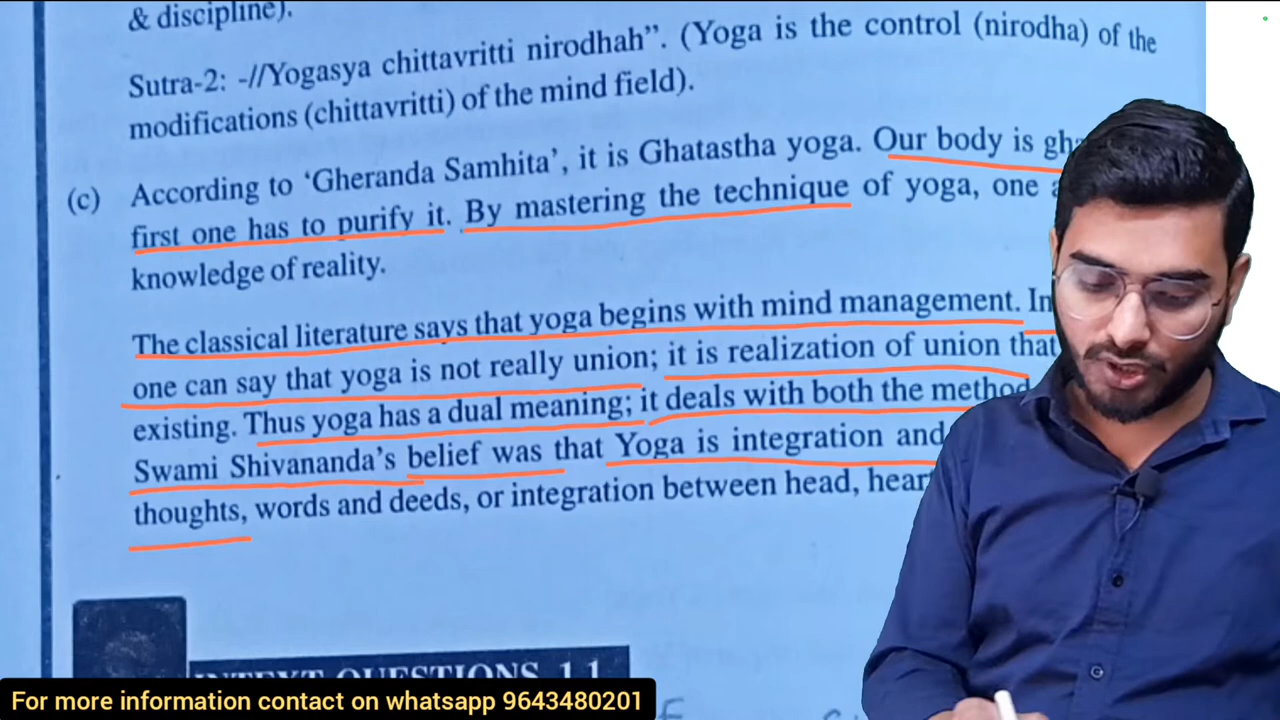 & discipline).
Sutra-2: -//Yogasya chittavritti nirodhah”. (Yoga is the control (nirodha) of the
modifications (chittavritti) of the mind field).
(c) According to ‘Gheranda Samhita’, it is Ghatastha yoga. Our body is
first one has to purify it. By mastering the technique of yoga, one
knowledge of reality.
The classical literature says that yoga begins with mind management. In
one can say that yoga is not really union; it is realization of union that
existing. Thus yoga has a dual meaning; it deals with both the method
Swami Shivananda’s belief was that Yoga is integration and
thoughts, words and deeds, or integration between head,
INTEXT QUESTIONS 1.1
For more information contact on whatsapp 9643480201